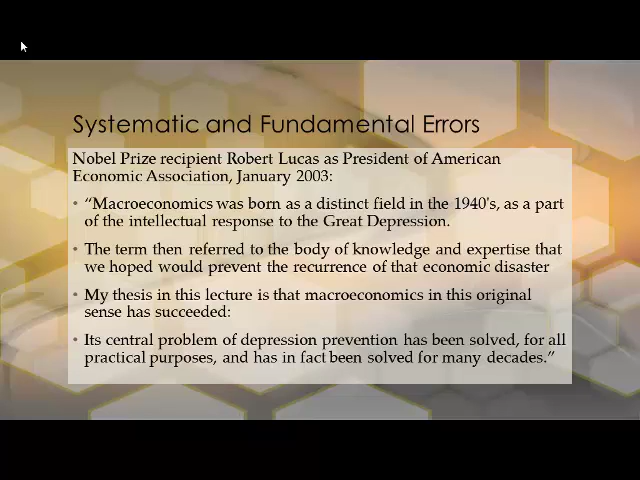 Systematic and Fundamental Errors
Nobel Prize recipient Robert Lucas as President of American
Economic Association, January 2003:
• “Macroeconomics was born as a distinct field in the 1940's, as a part
of the intellectual response to the Great Depression.
• The term then referred to the body of knowledge and expertise that
we hoped would prevent the recurrence of that economic disaster
• My thesis in this lecture is that macroeconomics in this original
sense has succeeded:
• Its central problem of depression prevention has been solved, for all
practical purposes, and has in fact been solved for many decades.”